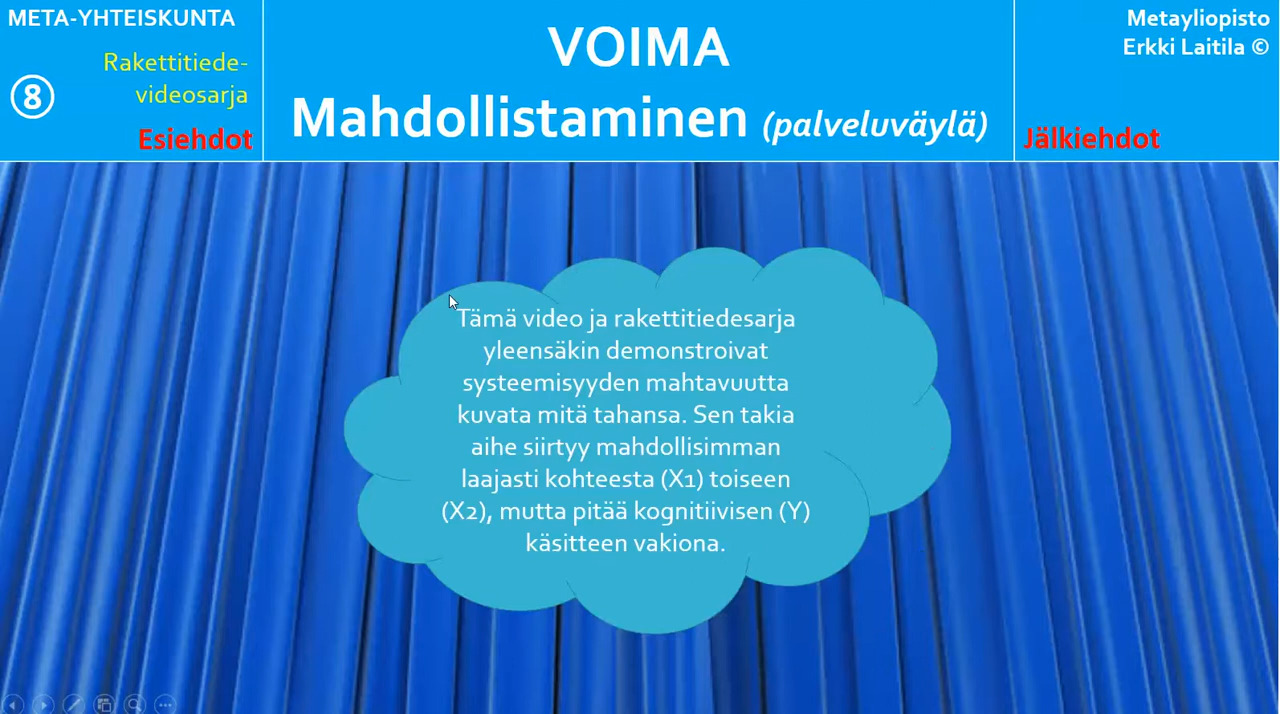 META-YHTEISKUNTA
Rakettitiede-
videosarja
8
Esiehdot
VOIMA
Mahdollistaminen (palveluväylä)
Metayliopisto
Erkki Laitila ©
Jälkiehdot
Tämä video ja rakettitiedesarja
yleensäkin demonstroivat
systeemisyyden mahtavuutta
kuvata mitä tahansa. Sen takia
aihe siirtyy mahdollisimman
laajasti kohteesta (X1) toiseen
(X2), mutta pitää kognitiivisen (Y)
käsitteen vakiona.